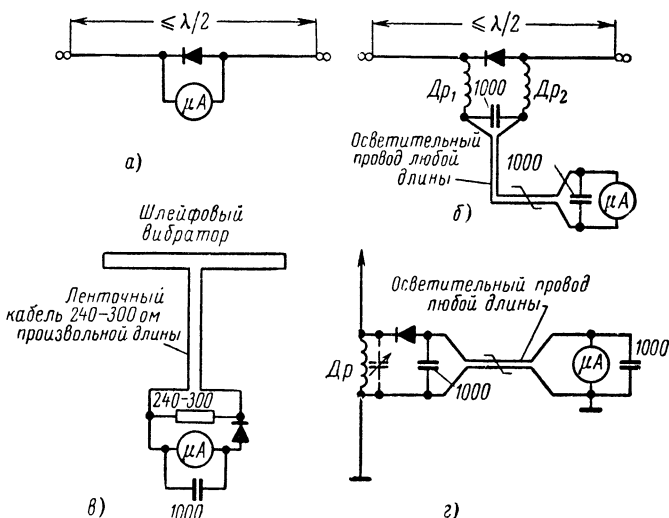 ≤ λ/2
μA
а)
≤ λ/2
Др₁
1000
Др₂
Осветительный
провод любой
длины
1000
μA
б)
Шлейфовый
вибратор
Ленточный
кабель 240-300 ом
произвольной длины
240-300
μA
1000
в)
Осветительный провод
любой длины
Др
1000
μA
1000
г)